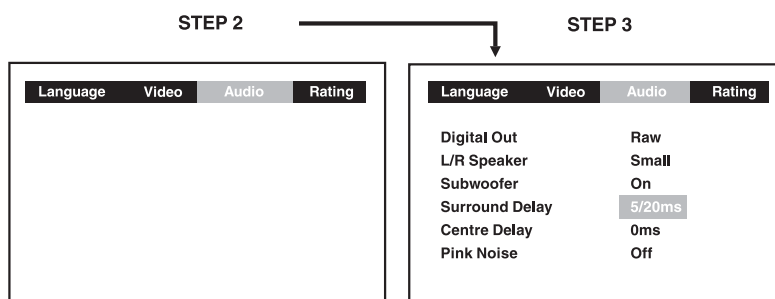 STEP 2 STEP 3
Language Video Audio Rating
Language Video Audio Rating
Digital Out Raw
L/R Speaker Small
Subwoofer On
Surround Delay 5/20ms
Centre Delay 0ms
Pink Noise Off